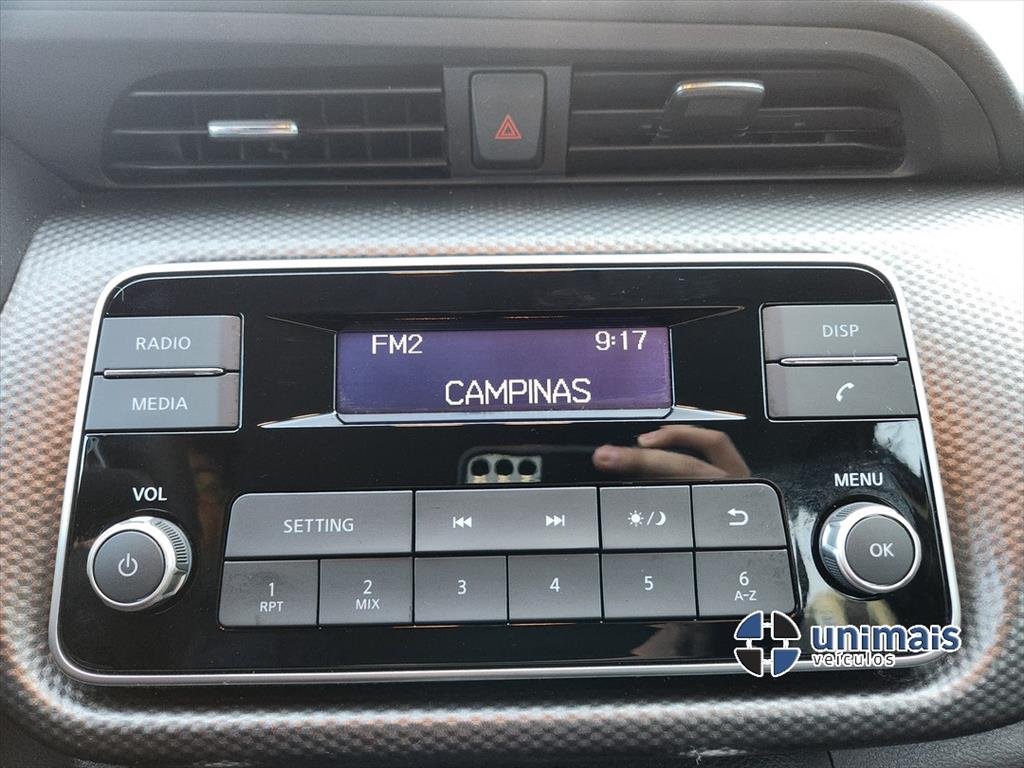 FM2 9:17
CAMPINAS
RADIO
MEDIA
DISP
VOL
MENU
SETTING
OK
1 2 3 4 5 6
RPT MIX A-Z
unimais
veículos